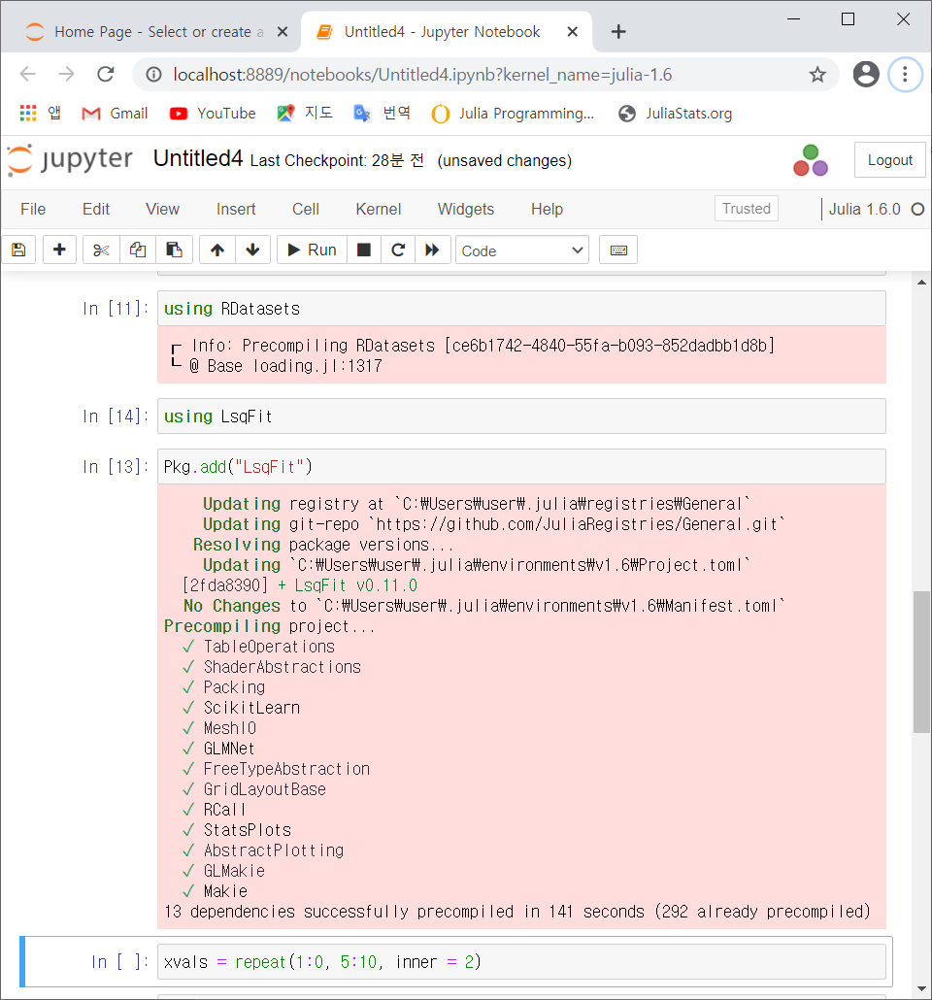 Home Page - Select or create a
Untitled4 - Jupyter Notebook
localhost:8889/notebooks/Untitled4.ipynb?kernel_name=julia-1.6
앱 Gmail YouTube 지도 번역 Julia Programming... JuliaStats.org
jupyter Untitled4 Last Checkpoint: 28분 전 (unsaved changes) Logout
File Edit View Insert Cell Kernel Widgets Help Trusted Julia 1.6.0
Run Code
In [11]: using RDatasets
┌ Info: Precompiling RDatasets [ce6b1742-4840-55fa-b093-852dadbb1d8b]
└ @ Base loading.jl:1317
In [14]: using LsqFit
In [13]: Pkg.add("LsqFit")
Updating registry at `C:₩Users₩user₩.julia₩registries₩General`
Updating git-repo `https://github.com/JuliaRegistries/General.git`
Resolving package versions...
Updating `C:₩Users₩user₩.julia₩environments₩v1.6₩Project.toml`
[2fda8390] + LsqFit v0.11.0
No Changes to `C:₩Users₩user₩.julia₩environments₩v1.6₩Manifest.toml`
Precompiling project...
✓ TableOperations
✓ ShaderAbstractions
✓ Packing
✓ ScikitLearn
✓ MeshIO
✓ GLMNet
✓ FreeTypeAbstraction
✓ GridLayoutBase
✓ RCall
✓ StatsPlots
✓ AbstractPlotting
✓ GLMakie
✓ Makie
13 dependencies successfully precompiled in 141 seconds (292 already precompiled)
In [ ]: xvals = repeat(1:0, 5:10, inner = 2)